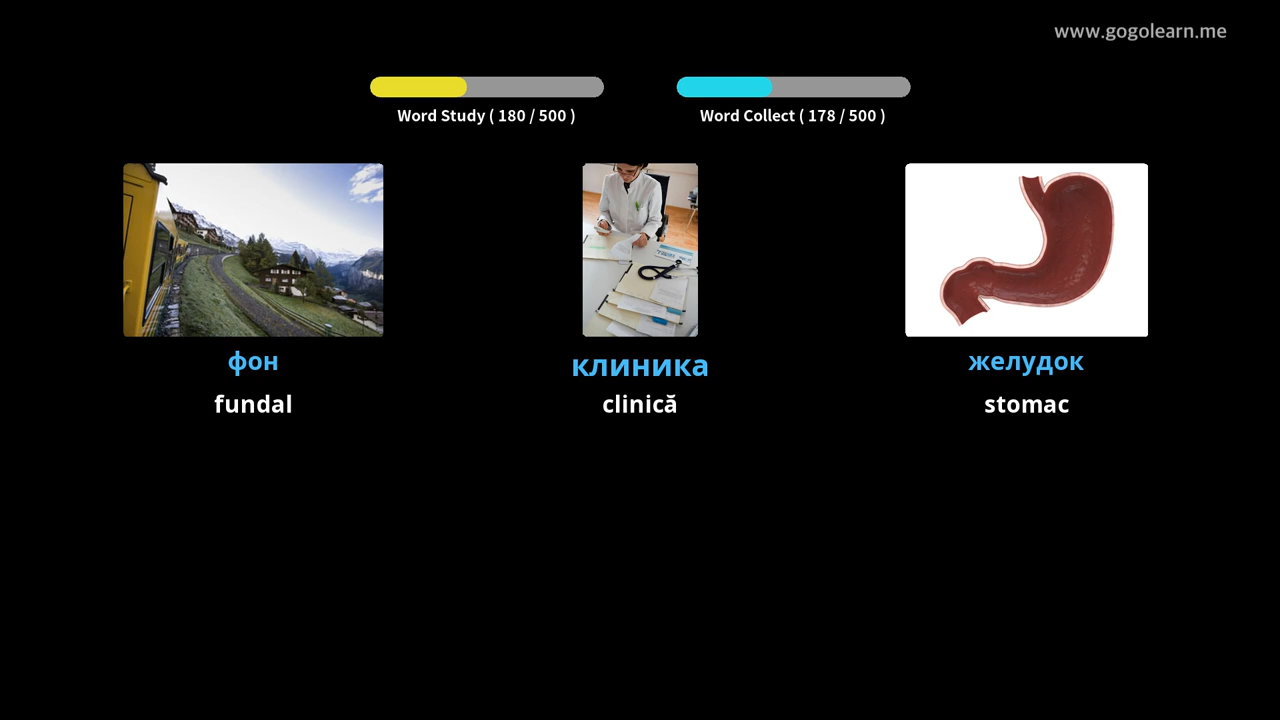 www.gogolearn.me
Word Study ( 180 / 500 )
Word Collect ( 178 / 500 )
фон
клиника
желудок
fundal
clinică
stomac